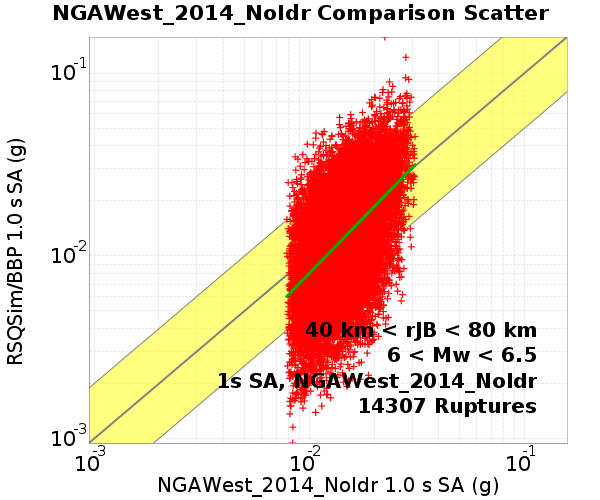 NGAWest_2014_NoIdr Comparison Scatter
RSQSim/BBP 1.0 s SA (g)
10-1
10-2
10-3
40 km < rJB < 80 km
6 < Mw < 6.5
1s SA, NGAWest_2014_NoIdr
14307 Ruptures
10-3 10-2 10-1
NGAWest_2014_NoIdr 1.0 s SA (g)